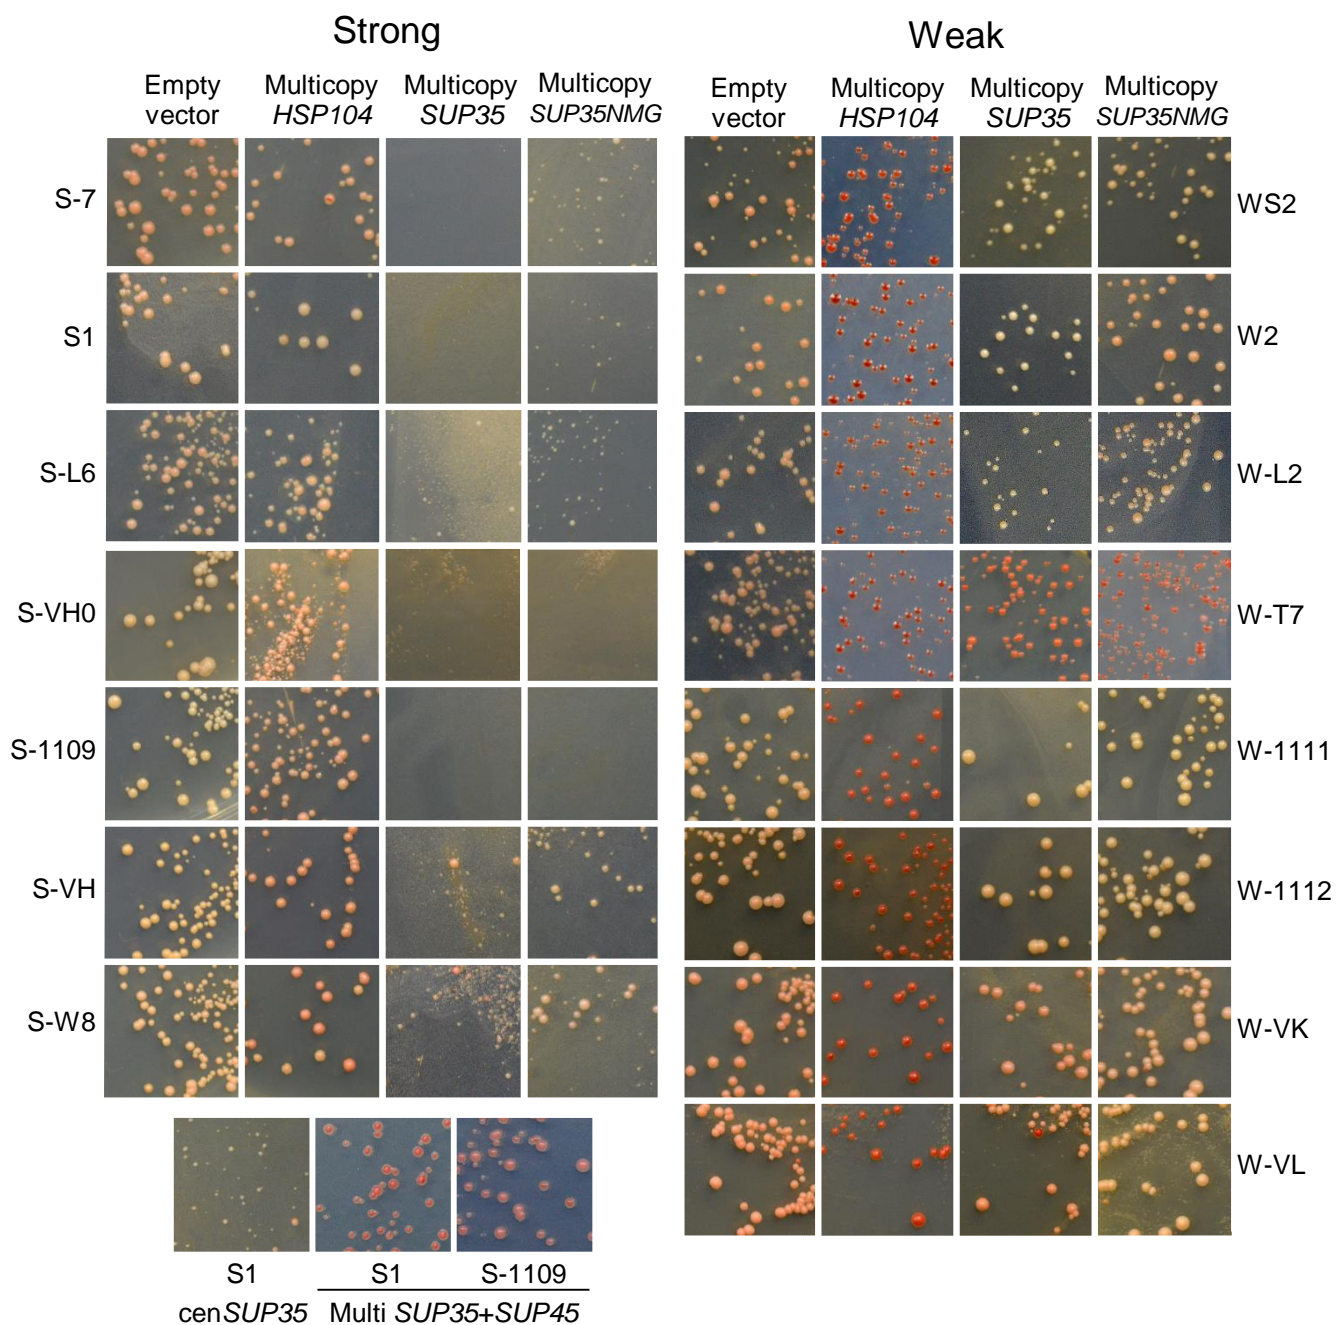 Strong
Weak
Empty vector
Multicopy HSP104
Multicopy SUP35
Multicopy SUP35NMG
Empty vector
Multicopy HSP104
Multicopy SUP35
Multicopy SUP35NMG
S-7
WS2
S1
W2
S-L6
W-L2
S-VH0
W-T7
S-1109
W-1111
S-VH
W-1112
S-W8
W-VK
W-VL
S1
S1
S-1109
cenSUP35
Multi SUP35+SUP45